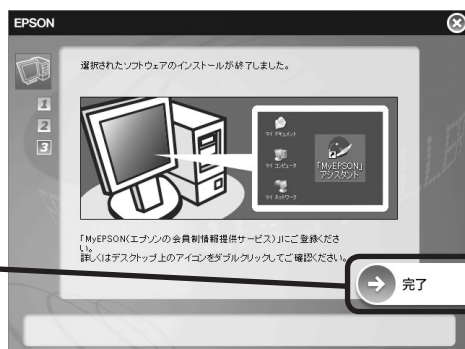 EPSON
選択されたソフトウェアのインストールが終了しました。
1
2
3
マイ ドキュメント
マイ コンピュータ
マイ ネットワーク
「MyEPSON」
アシスタント
「MyEPSON(エプソンの会員制情報提供サービス)」にご登録くださ
い。
詳しくはデスクトップ上のアイコンをダブルクリックしてご確認ください。
完了